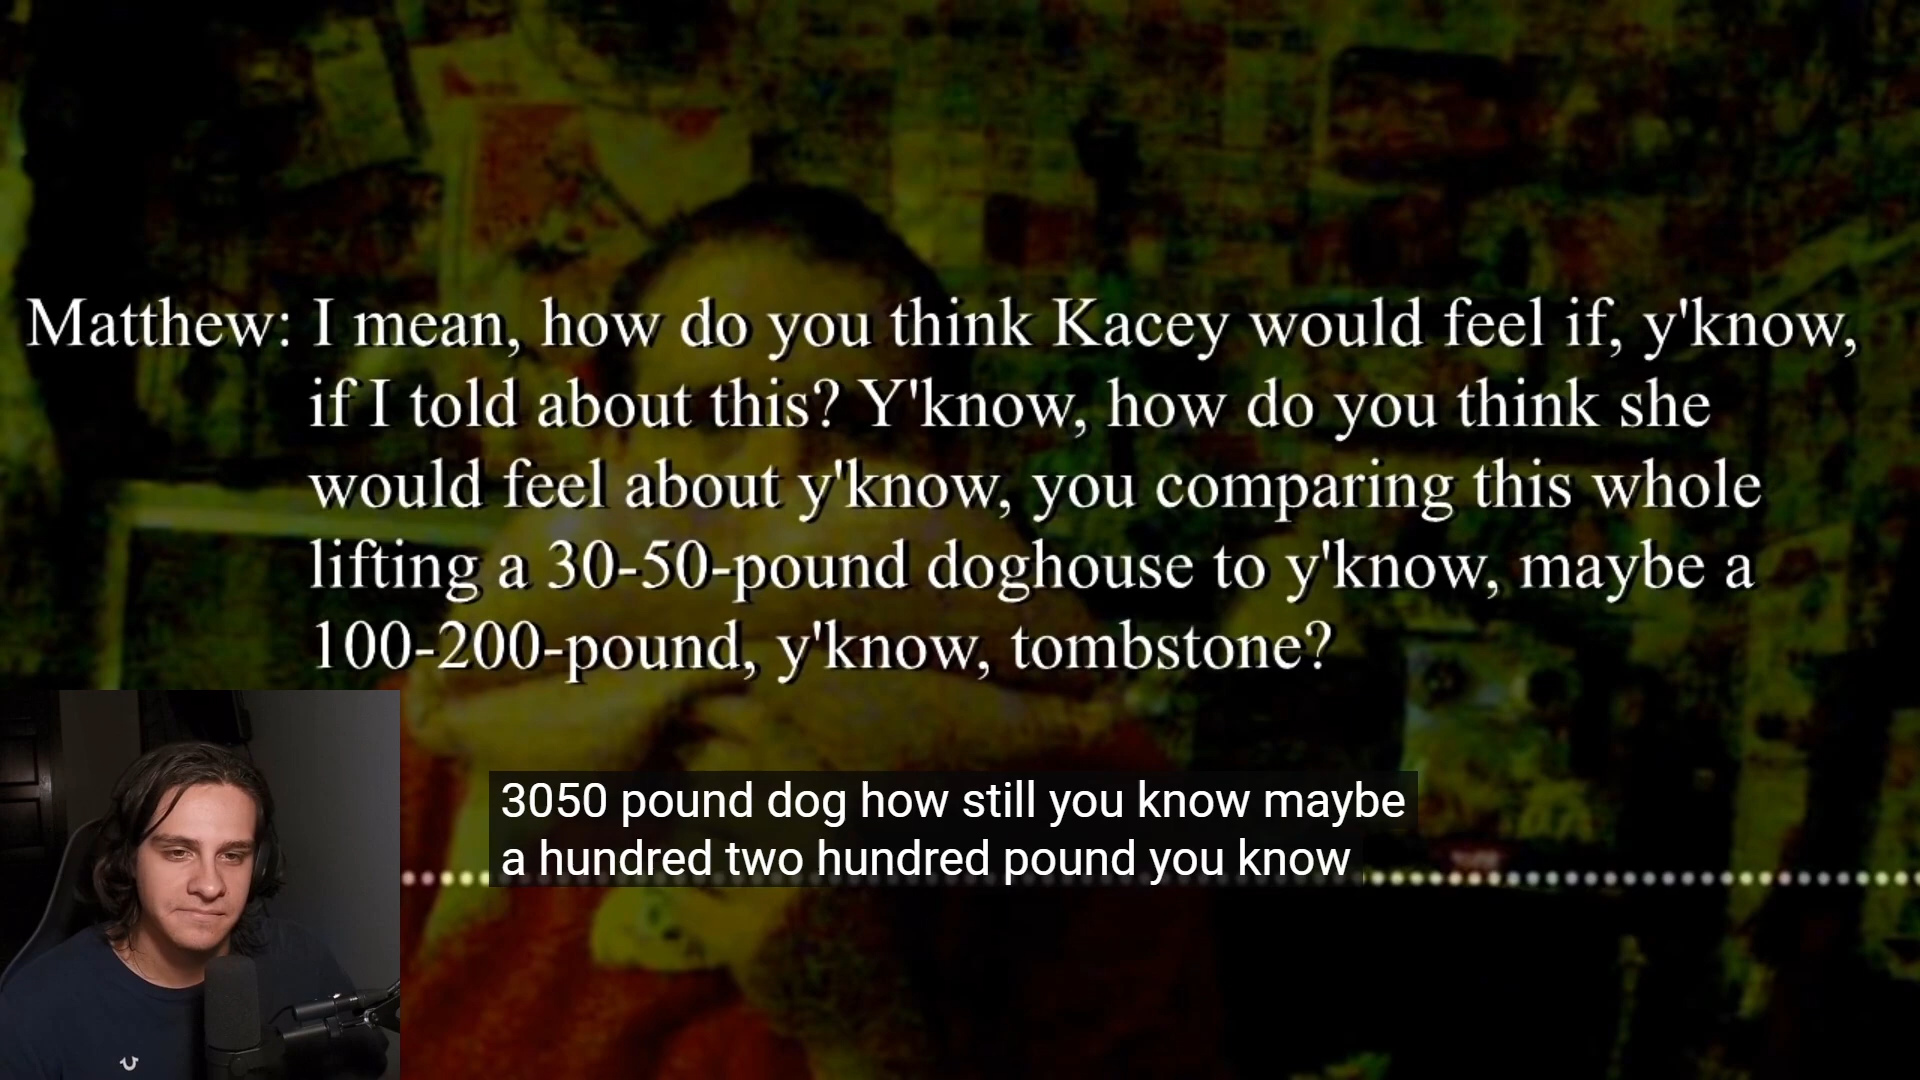 Matthew: I mean, how do you think Kacey would feel if, y'know,
if I told about this? Y'know, how do you think she
would feel about y'know, you comparing this whole
lifting a 30-50-pound doghouse to y'know, maybe a
100-200-pound, y'know, tombstone?
3050 pound dog how still you know maybe
a hundred two hundred pound you know